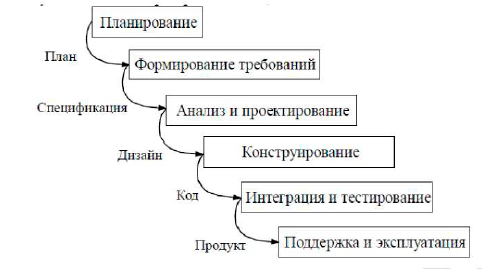 Планирование
План
Формирование требований
Спецификация
Анализ и проектирование
Дизайн
Конструирование
Код
Интеграция и тестирование
Продукт
Поддержка и эксплуатация